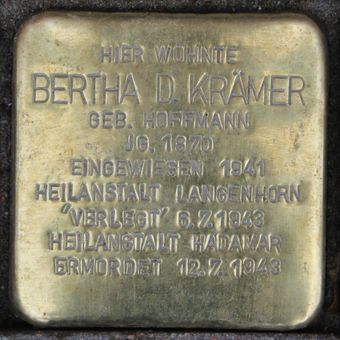 HIER WOHNTE
BERTHA D. KRÄMER
GEB. HOFFMANN
JG. 1870
EINGEWIESEN 1941
HEILANSTALT LANGENHORN
"VERLEGT" 6.7.1943
HEILANSTALT HADAMAR
ERMORDET 12.7.1943